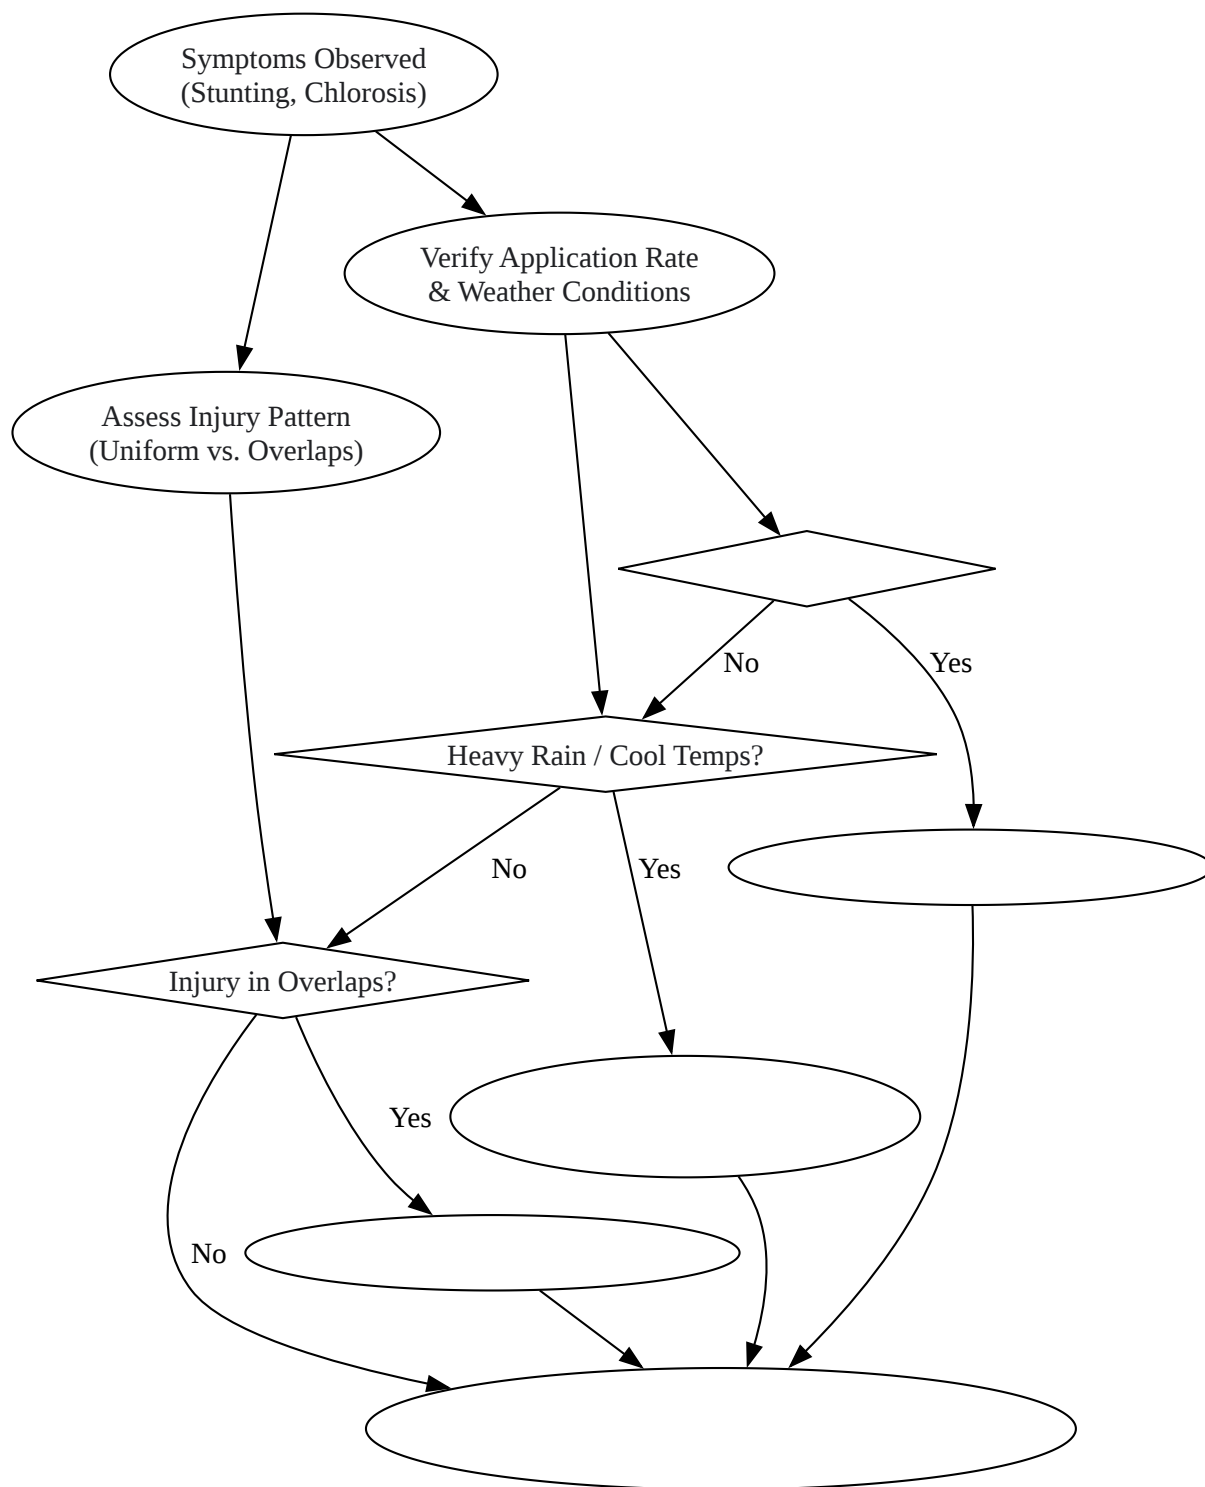 Symptoms Observed
(Stunting, Chlorosis)
Verify Application Rate
& Weather Conditions
Assess Injury Pattern
(Uniform vs. Overlaps)
No
Yes
Heavy Rain / Cool Temps?
No
Yes
Injury in Overlaps?
Yes
No